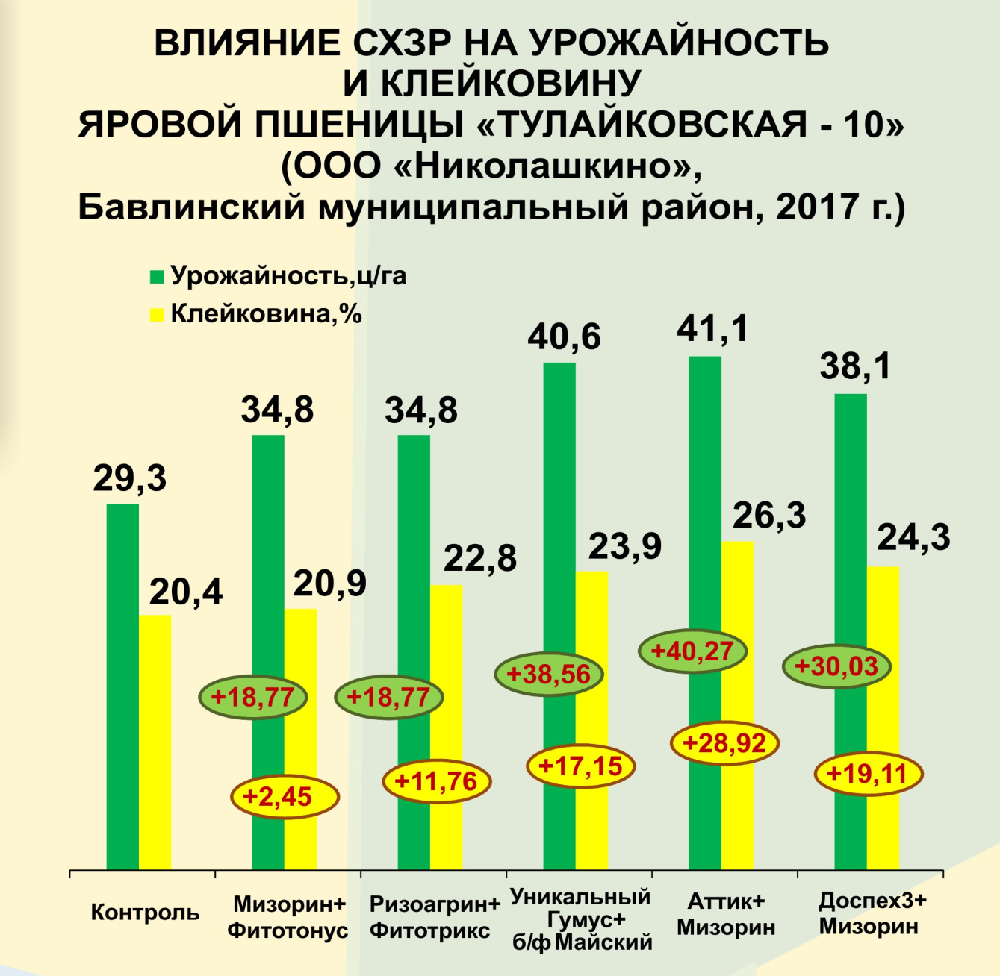 ВЛИЯНИЕ СХЗР НА УРОЖАЙНОСТЬ
И КЛЕЙКОВИНУ
ЯРОВОЙ ПШЕНИЦЫ «ТУЛАЙКОВСКАЯ - 10»
(ООО «Николашкино»,
Бавлинский муниципальный район, 2017 г.)
Урожайность,ц/га
Клейковина,%
29,3
20,4
34,8
20,9
34,8
22,8
40,6
23,9
41,1
26,3
38,1
24,3
+18,77
+2,45
+18,77
+11,76
+38,56
+17,15
+40,27
+28,92
+30,03
+19,11
Контроль
Мизорин+
Фитотонус
Ризоагрин+
Фитотрикс
Уникальный
Гумус+
б/ф Майский
Аттик+
Мизорин
Доспех3+
Мизорин